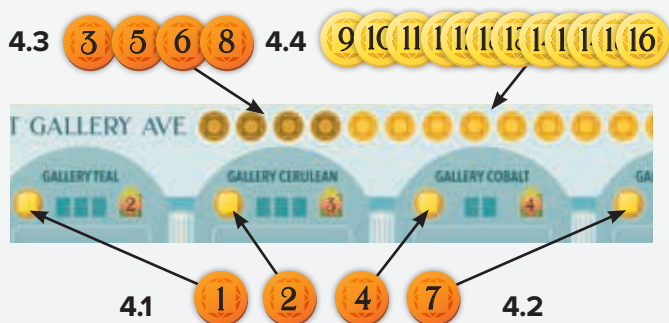 4.3 3 5 6 8 4.4 9 10 11 16
T GALLERY AVE
GALLERY TEAL GALLERY CERULEAN GALLERY COBALT GA
2 3 4
4.1 1 2 4 7 4.2